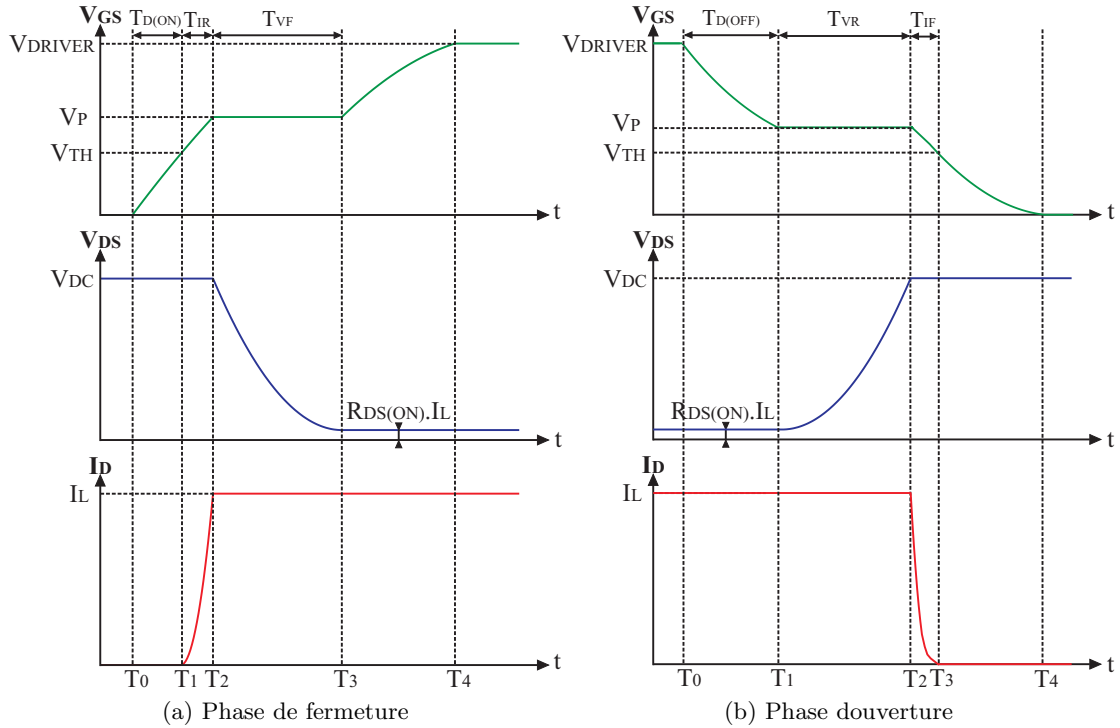 VGS TD(ON) TIR TVF
VDRIVER
VP
VTH
t
VDS
VDC
RDS(ON).IL
t
ID
IL
t
T0 T1 T2 T3 T4
(a) Phase de fermeture
VGS TD(OFF) TVR TIF
VDRIVER
VP
VTH
t
VDS
VDC
RDS(ON).IL
t
ID
IL
t
T0 T1 T2 T3 T4
(b) Phase douverture